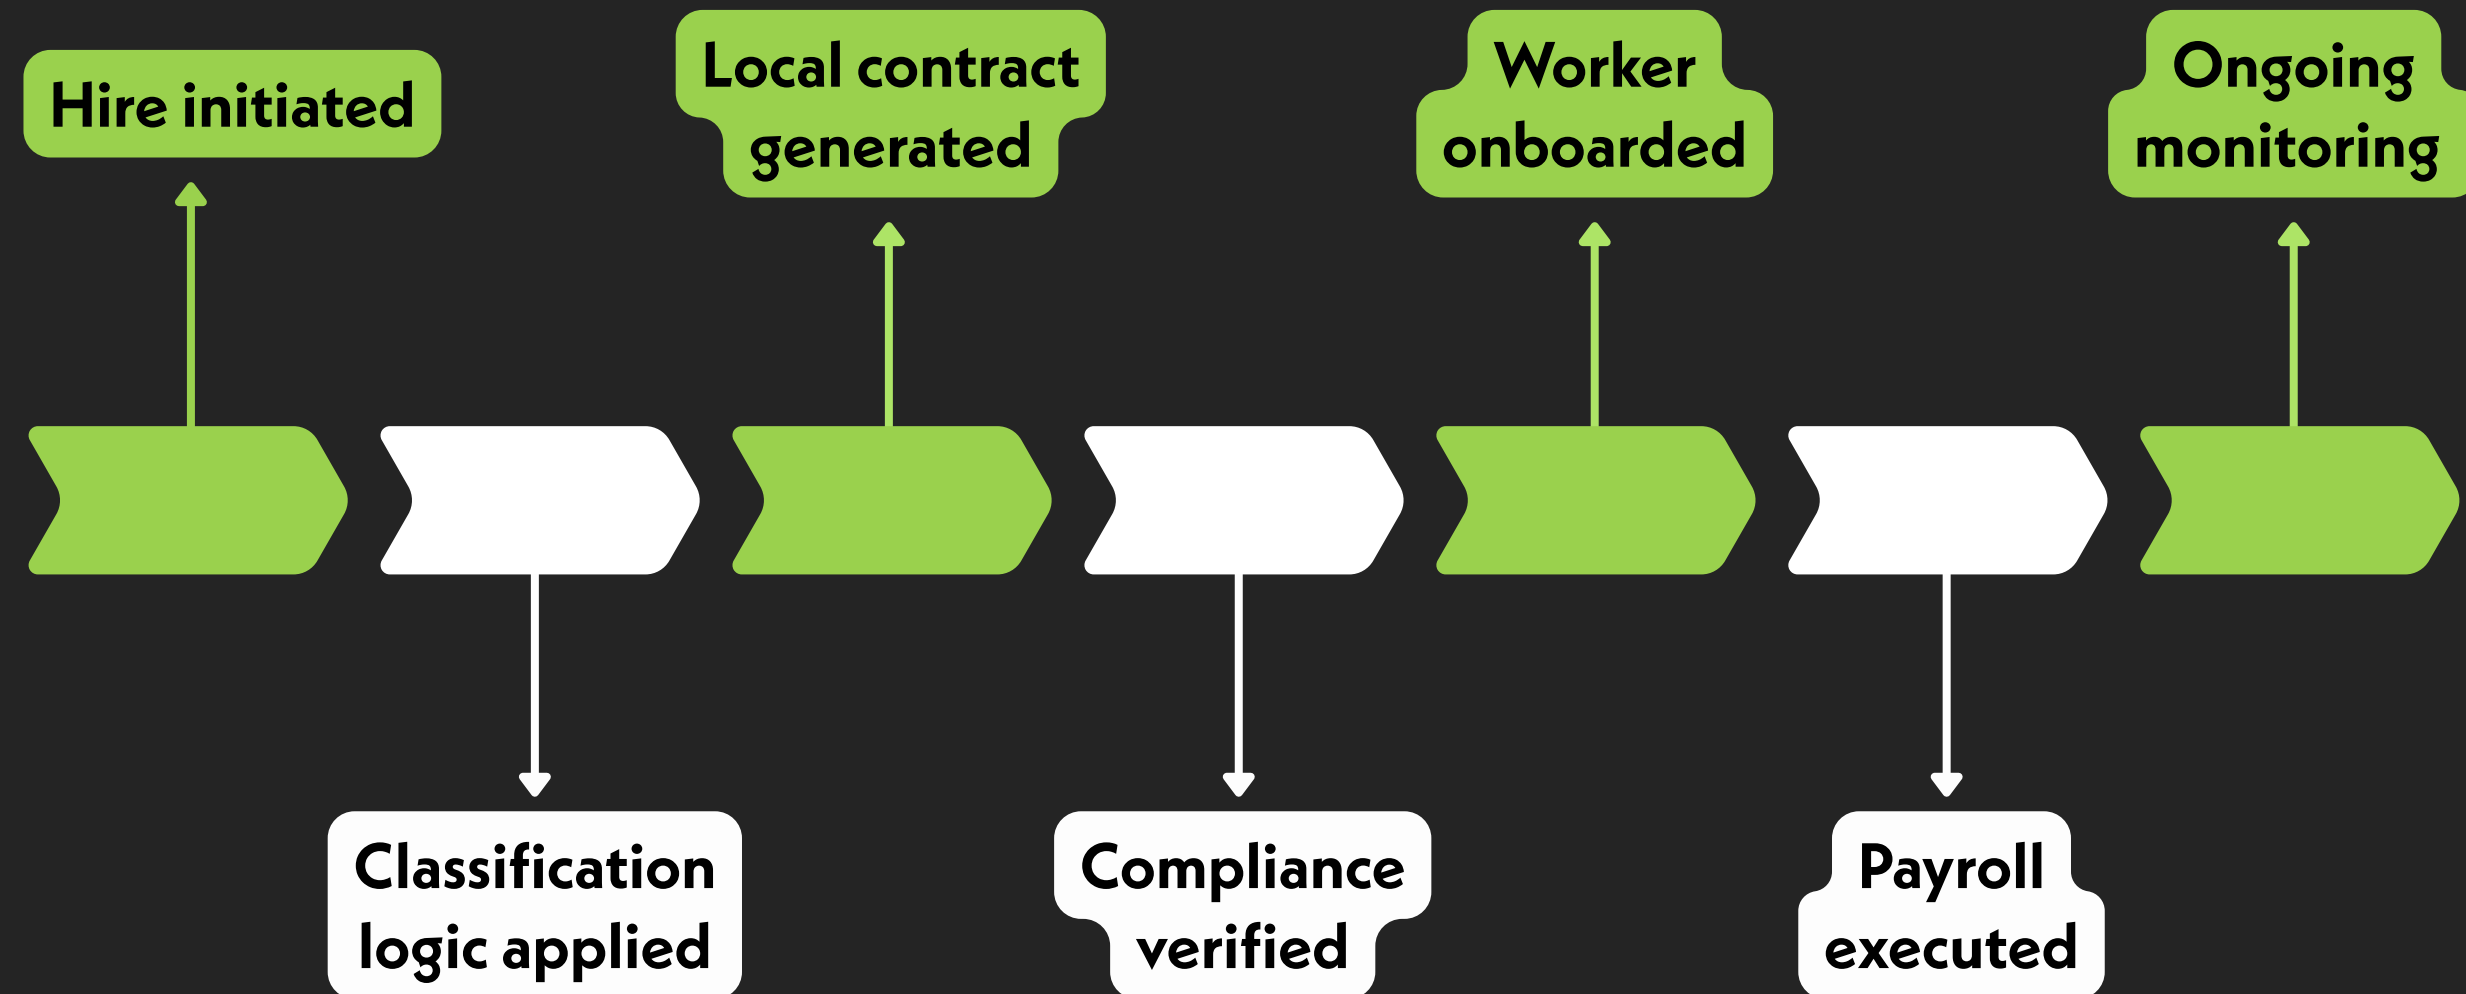 Hire initiated
Classification
logic applied
Local contract
generated
Compliance
verified
Worker
onboarded
Payroll
executed
Ongoing
monitoring